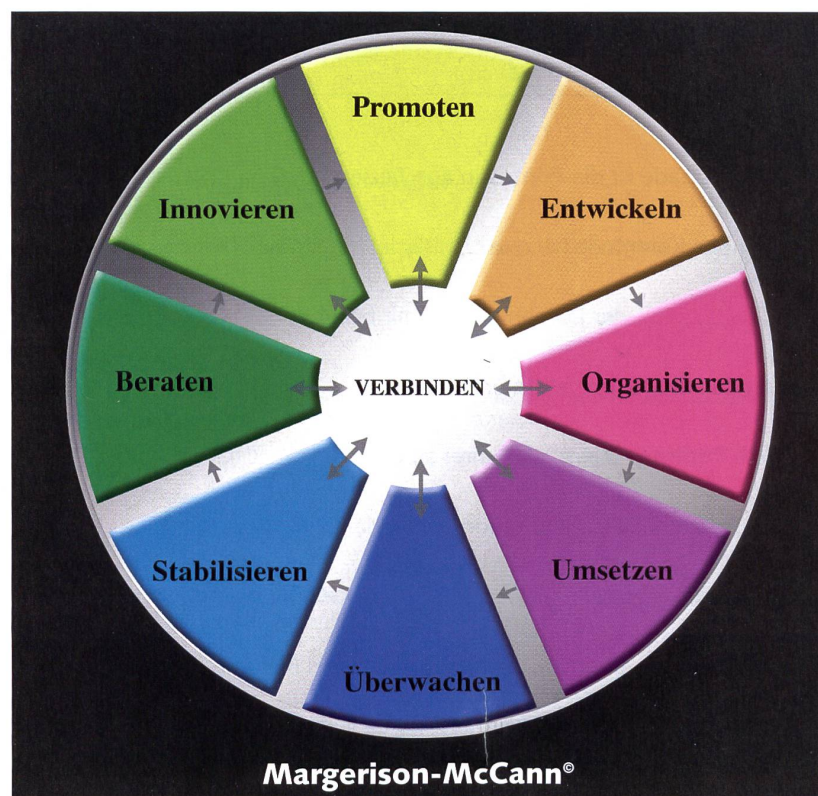 Promoten
Entwickeln
Organisieren
Umsetzen
Überwachen
Stabilisieren
Beraten
Innovieren
VERBINDEN
Margerison-McCann©